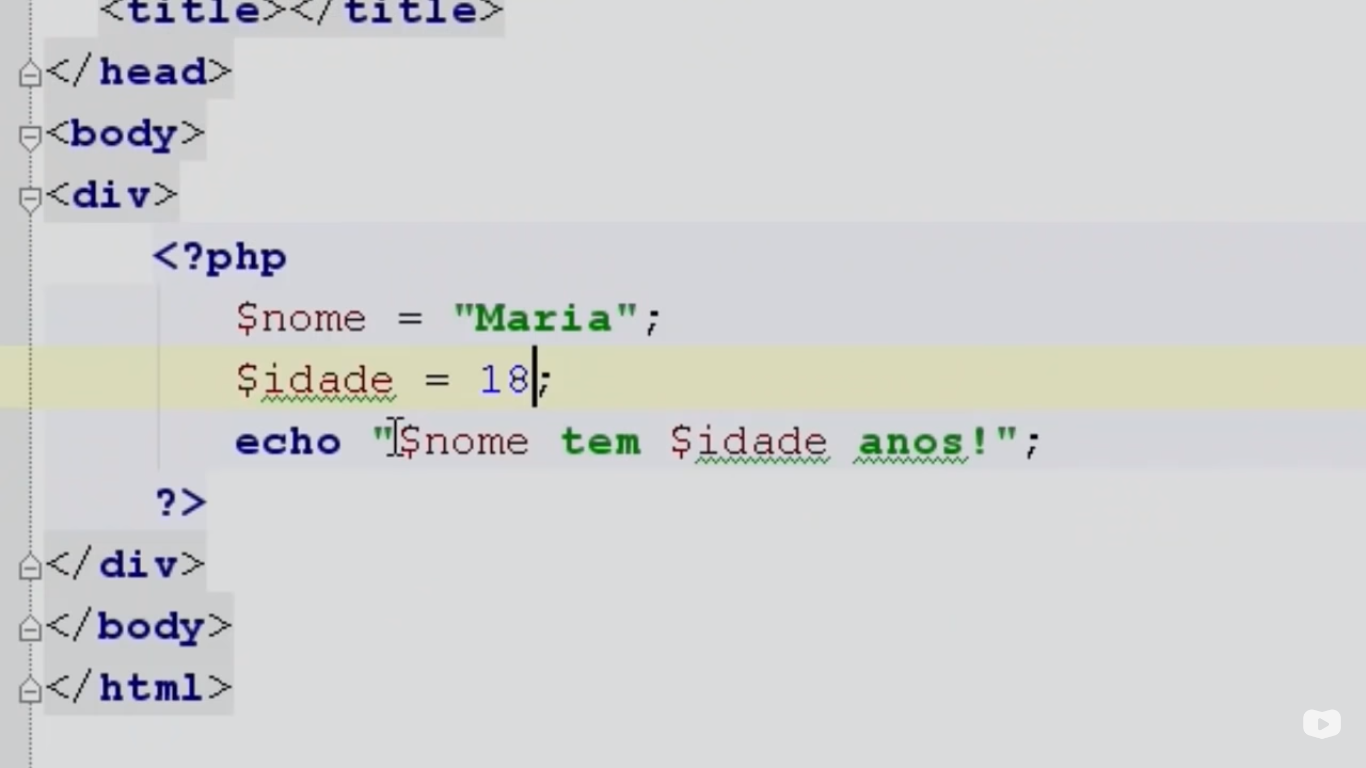 <title></title>
</head>
<body>
<div>
<?php
$nome = "Maria";
$idade = 18;
echo "$nome tem $idade anos!";
?>
</div>
</body>
</html>